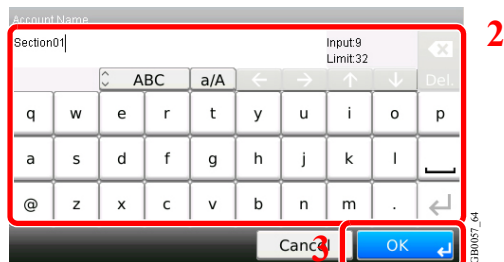 Account Name
2
Section01
Input:9
Limit:32
ABC a/A Del.
q w e r t y u i o p
a s d f g h j k l
@ z x c v b n m .
3
Cancel OK
GB0057_64